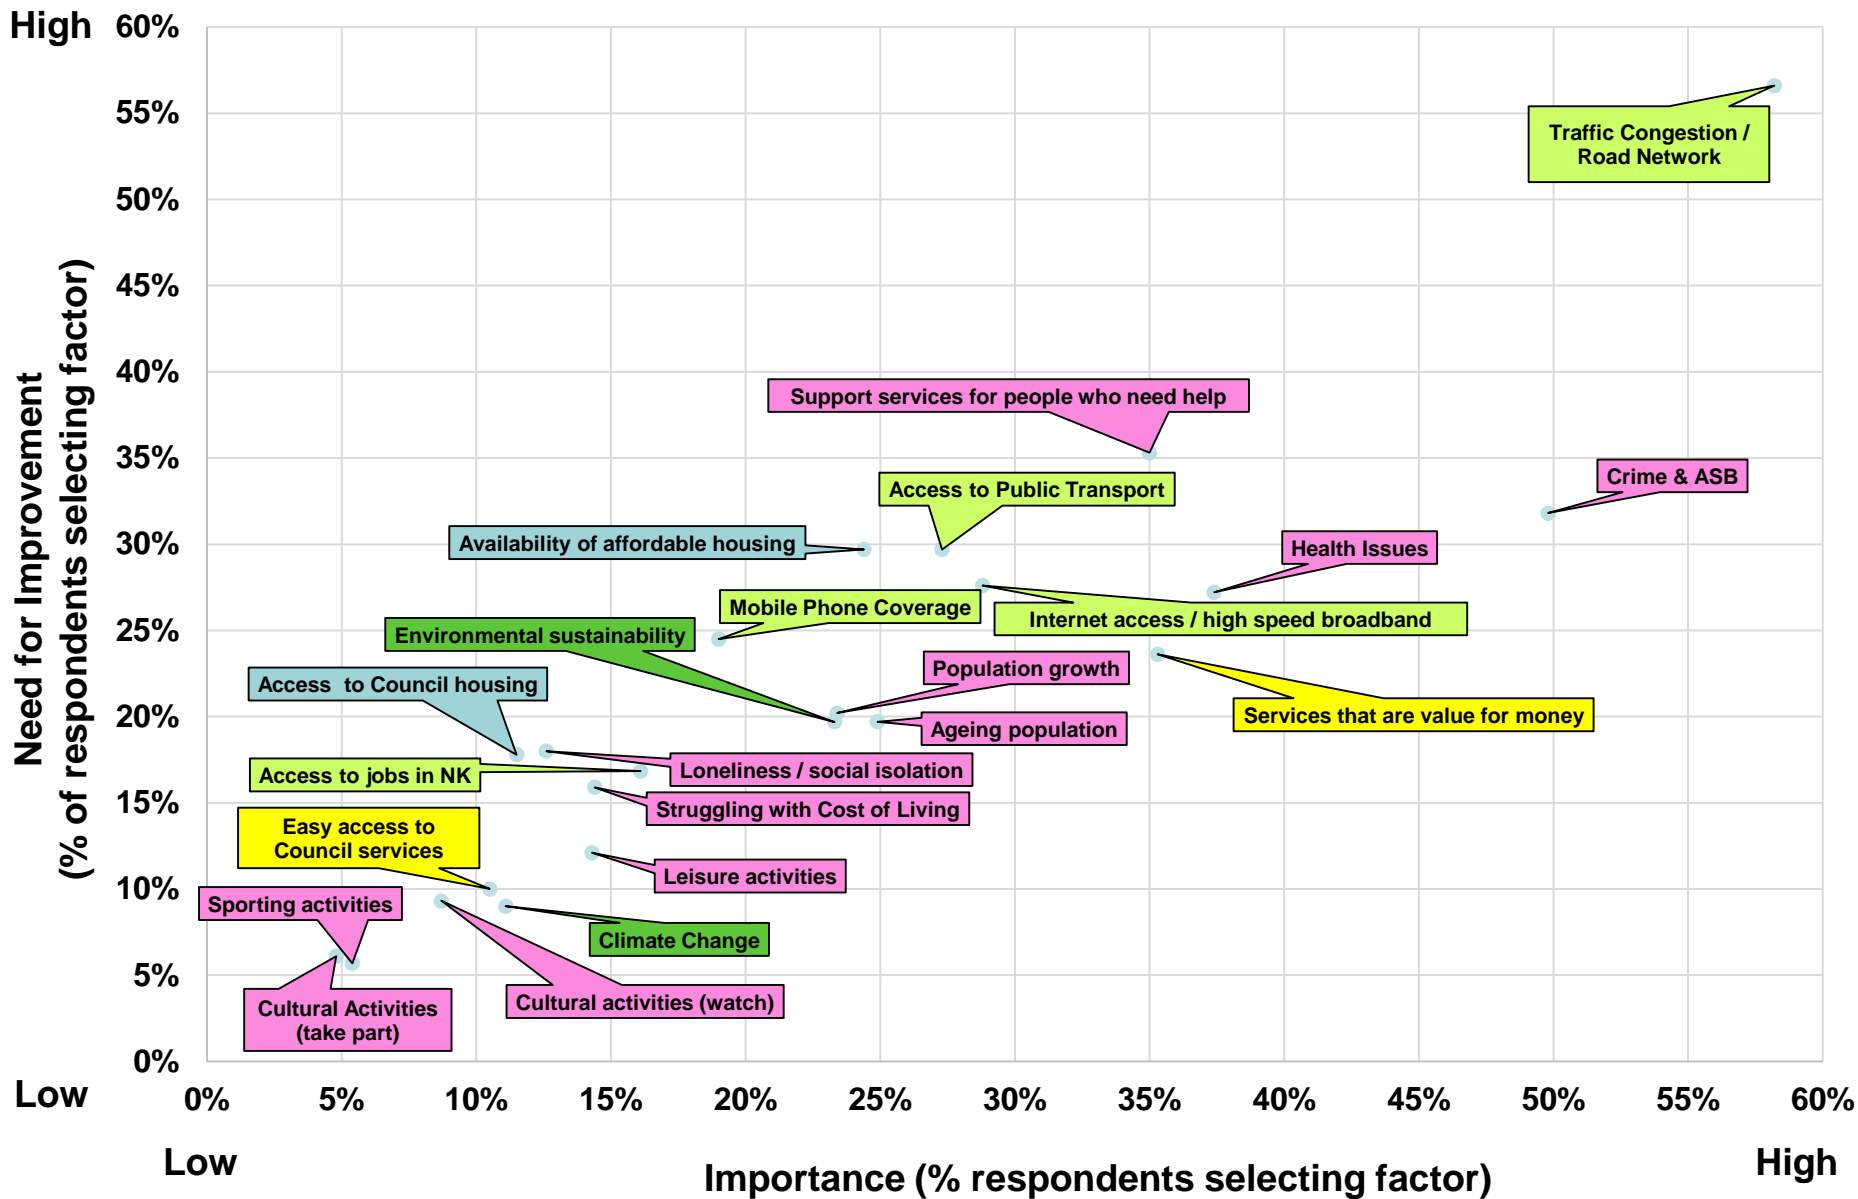 High
60%
55%
50%
45%
40%
35%
30%
25%
20%
15%
10%
5%
0%
Low
Need for Improvement
(% of respondents selecting factor)
Traffic Congestion /
Road Network
Support services for people who need help
Crime & ASB
Access to Public Transport
Availability of affordable housing
Health Issues
Mobile Phone Coverage
Internet access / high speed broadband
Environmental sustainability
Population growth
Access to Council housing
Services that are value for money
Ageing population
Loneliness / social isolation
Access to jobs in NK
Struggling with Cost of Living
Easy access to
Council services
Leisure activities
Sporting activities
Climate Change
Cultural activities (watch)
Cultural Activities
(take part)
0% 5% 10% 15% 20% 25% 30% 35% 40% 45% 50% 55% 60%
Low
Importance (% respondents selecting factor)
High